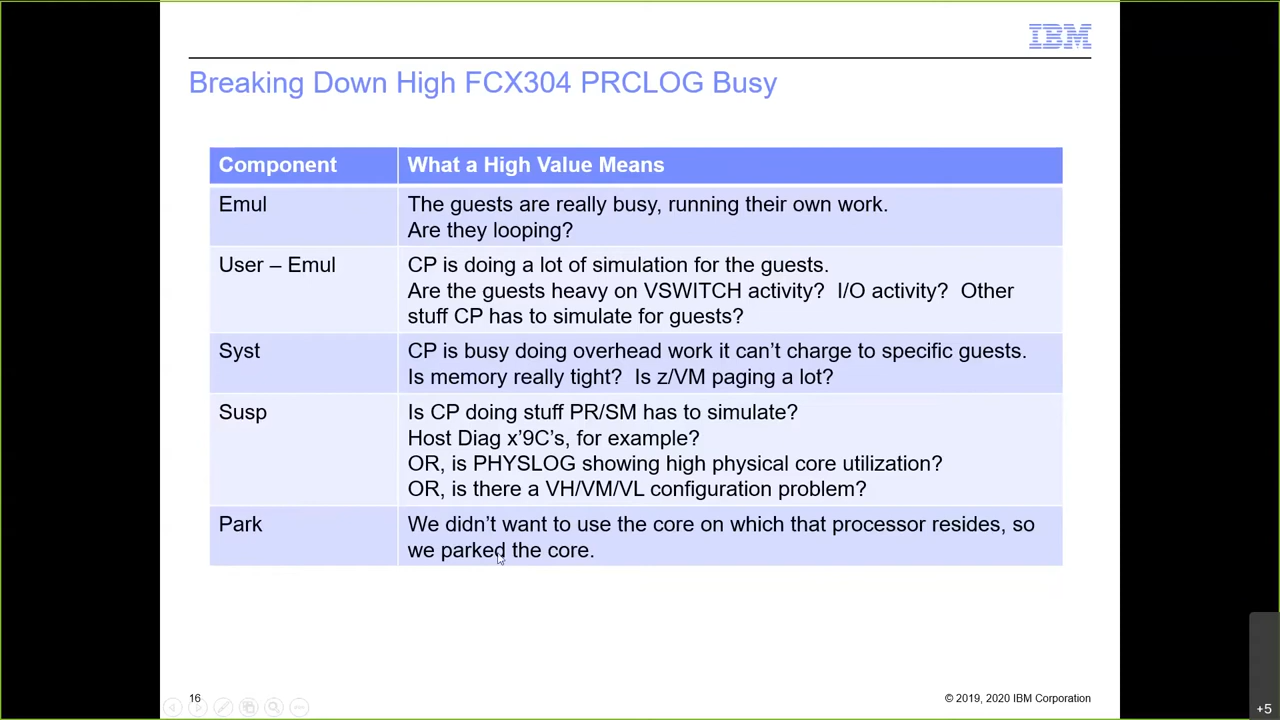 IBM
Breaking Down High FCX304 PRCLOG Busy
Component
What a High Value Means
Emul
The guests are really busy, running their own work.
Are they looping?
User – Emul
CP is doing a lot of simulation for the guests.
Are the guests heavy on VSWITCH activity?  I/O activity?  Other
stuff CP has to simulate for guests?
Syst
CP is busy doing overhead work it can’t charge to specific guests.
Is memory really tight?  Is z/VM paging a lot?
Susp
Is CP doing stuff PR/SM has to simulate?
Host Diag x’9C’s, for example?
OR, is PHYSLOG showing high physical core utilization?
OR, is there a VH/VM/VL configuration problem?
Park
We didn’t want to use the core on which that processor resides, so
we parked the core.
16
© 2019, 2020 IBM Corporation
+5